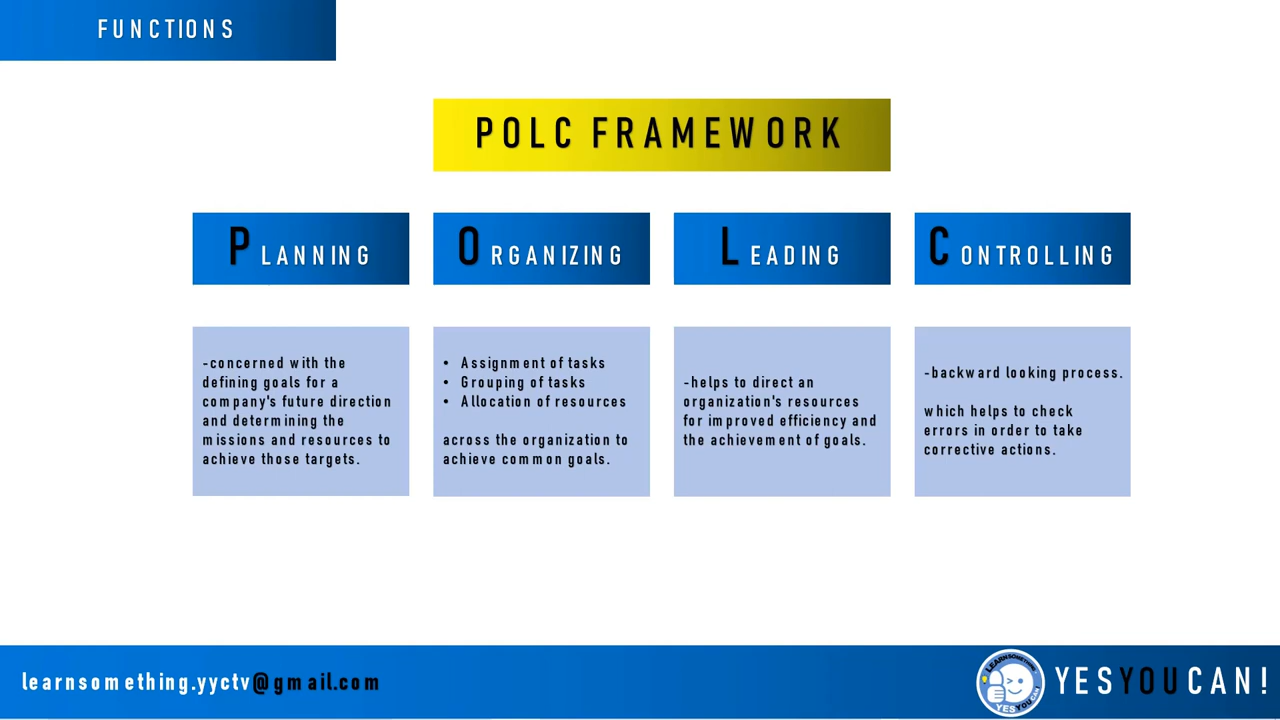 FUNCTIONS
POLC FRAMEWORK
PLANNING
ORGANIZING
LEADING
CONTROLLING
-concerned with the
defining goals for a
company's future direction
and determining the
missions and resources to
achieve those targets.
• Assignment of tasks
• Grouping of tasks
• Allocation of resources
across the organization to
achieve common goals.
-helps to direct an
organization's resources
for improved efficiency and
the achievement of goals.
-backward looking process.
which helps to check
errors in order to take
corrective actions.
learnsomething.yyctv@gmail.com
LEARNSOMETHING
YESYOUCAN
YESYOUCAN!